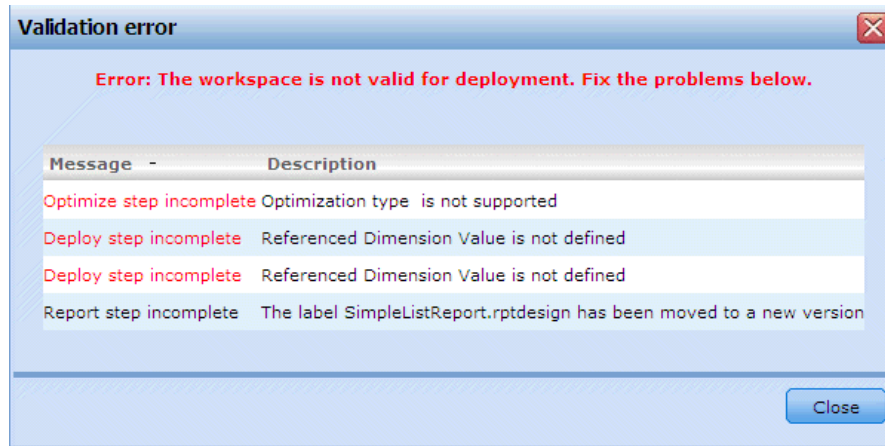 Validation error
Error: The workspace is not valid for deployment. Fix the problems below.
Message - Description
Optimize step incomplete Optimization type is not supported
Deploy step incomplete Referenced Dimension Value is not defined
Deploy step incomplete Referenced Dimension Value is not defined
Report step incomplete The label SimpleListReport.rptdesign has been moved to a new version
Close